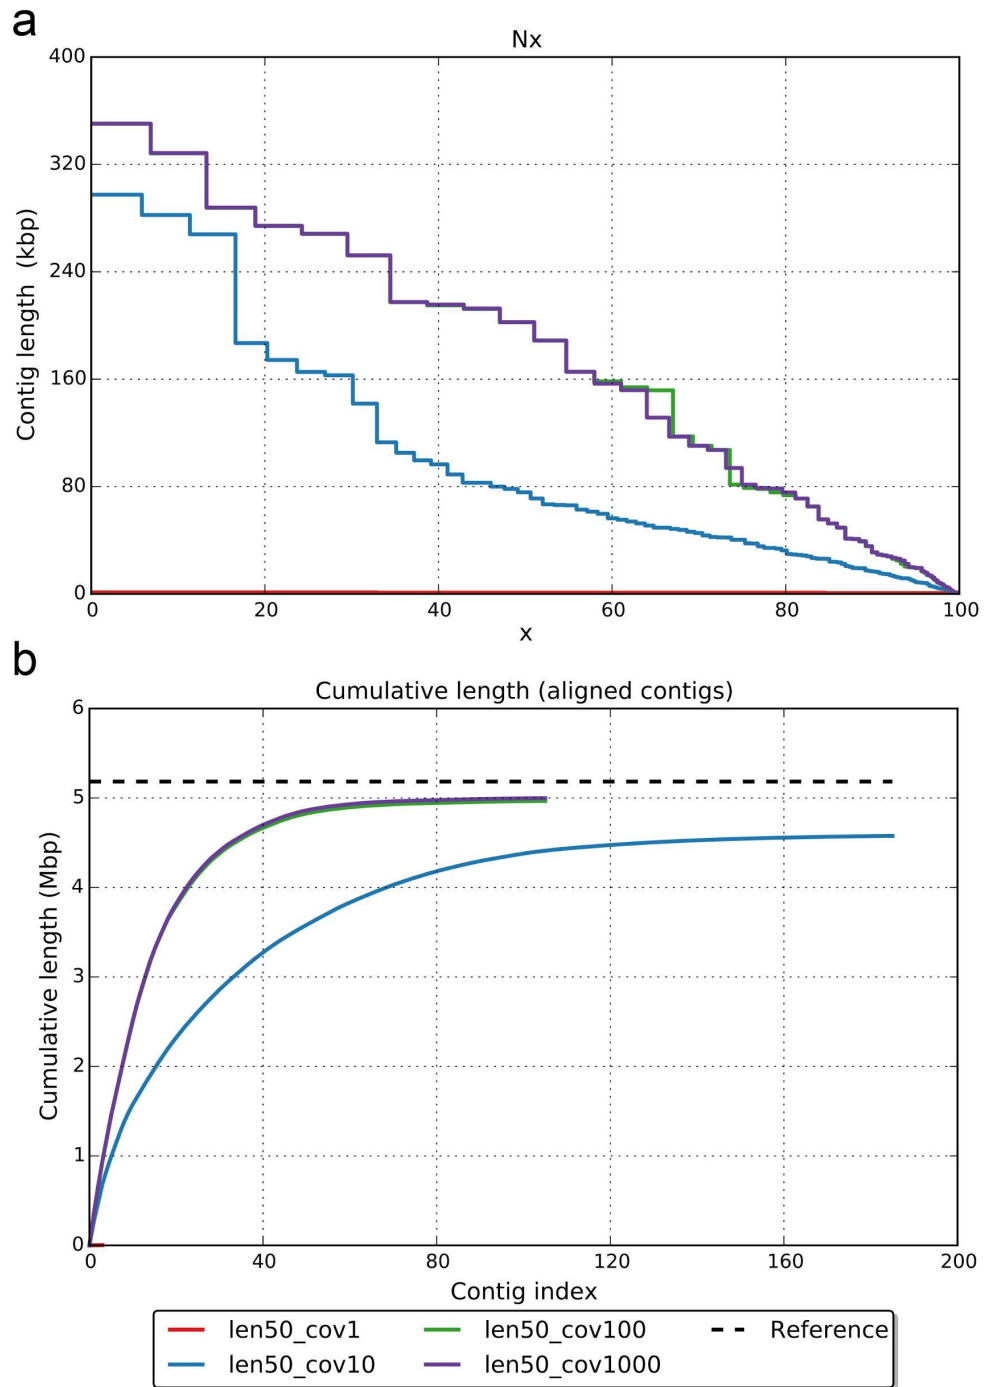 a
Nx
400
320
240
160
80
0
Contig length (kbp)
0 20 40 60 80 100
x
b
Cumulative length (aligned contigs)
6
5
4
3
2
1
0
Cumulative length (Mbp)
0 40 80 120 160 200
Contig index
len50_cov1 len50_cov100 Reference
len50_cov10 len50_cov1000